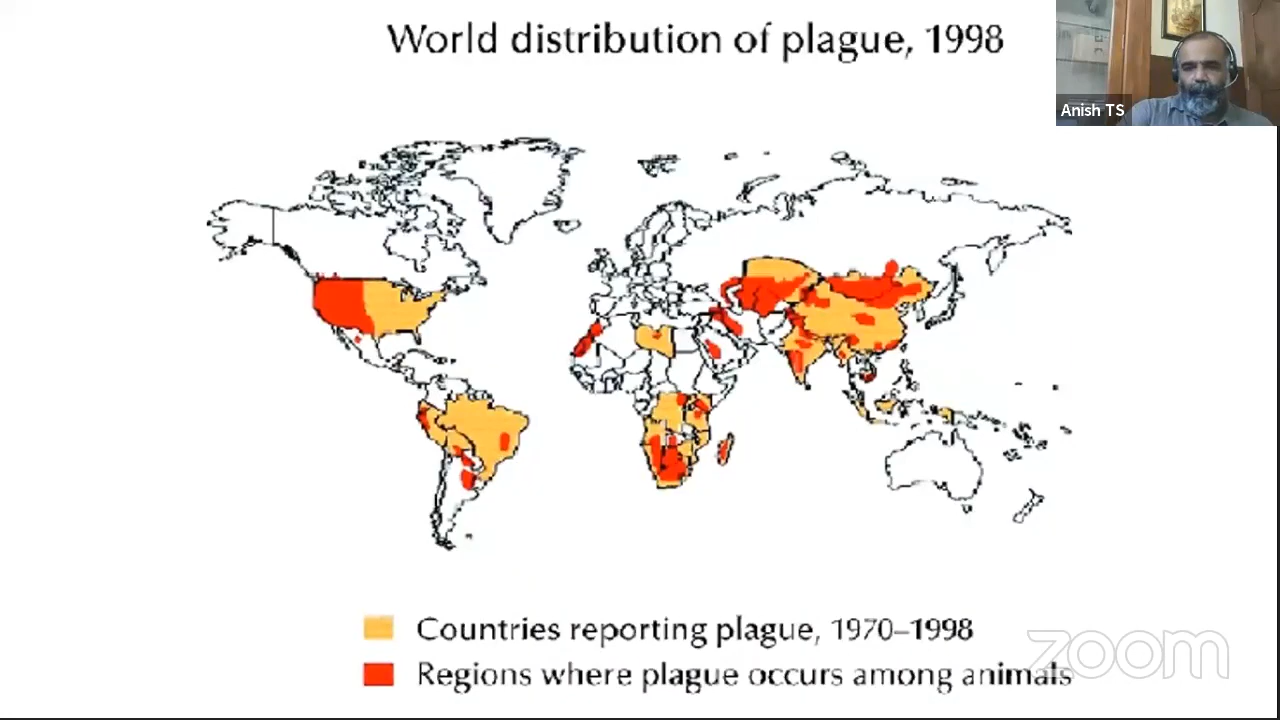 World distribution of plague, 1998
Anish TS
Countries reporting plague, 1970–1998
Regions where plague occurs among animals
zoom